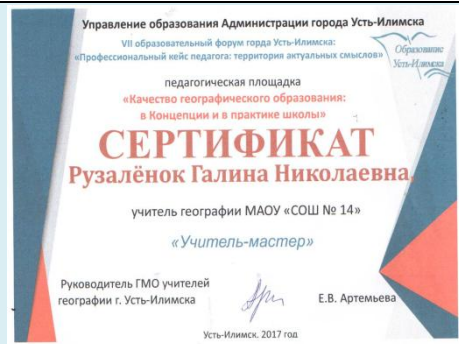 Управление образования Администрации города Усть-Илимска
VII образовательный форум горда Усть-Илимска:
«Профессиональный кейс педагога: территория актуальных смыслов»
Образование
Усть-Илимска
педагогическая площадка
«Качество географического образования:
в Концепции и в практике школы»
СЕРТИФИКАТ
Рузалёнок Галина Николаевна,
учитель географии МАОУ «СОШ № 14»
«Учитель-мастер»
Руководитель ГМО учителей
географии г. Усть-Илимска
Е.В. Артемьева
Усть-Илимск. 2017 год